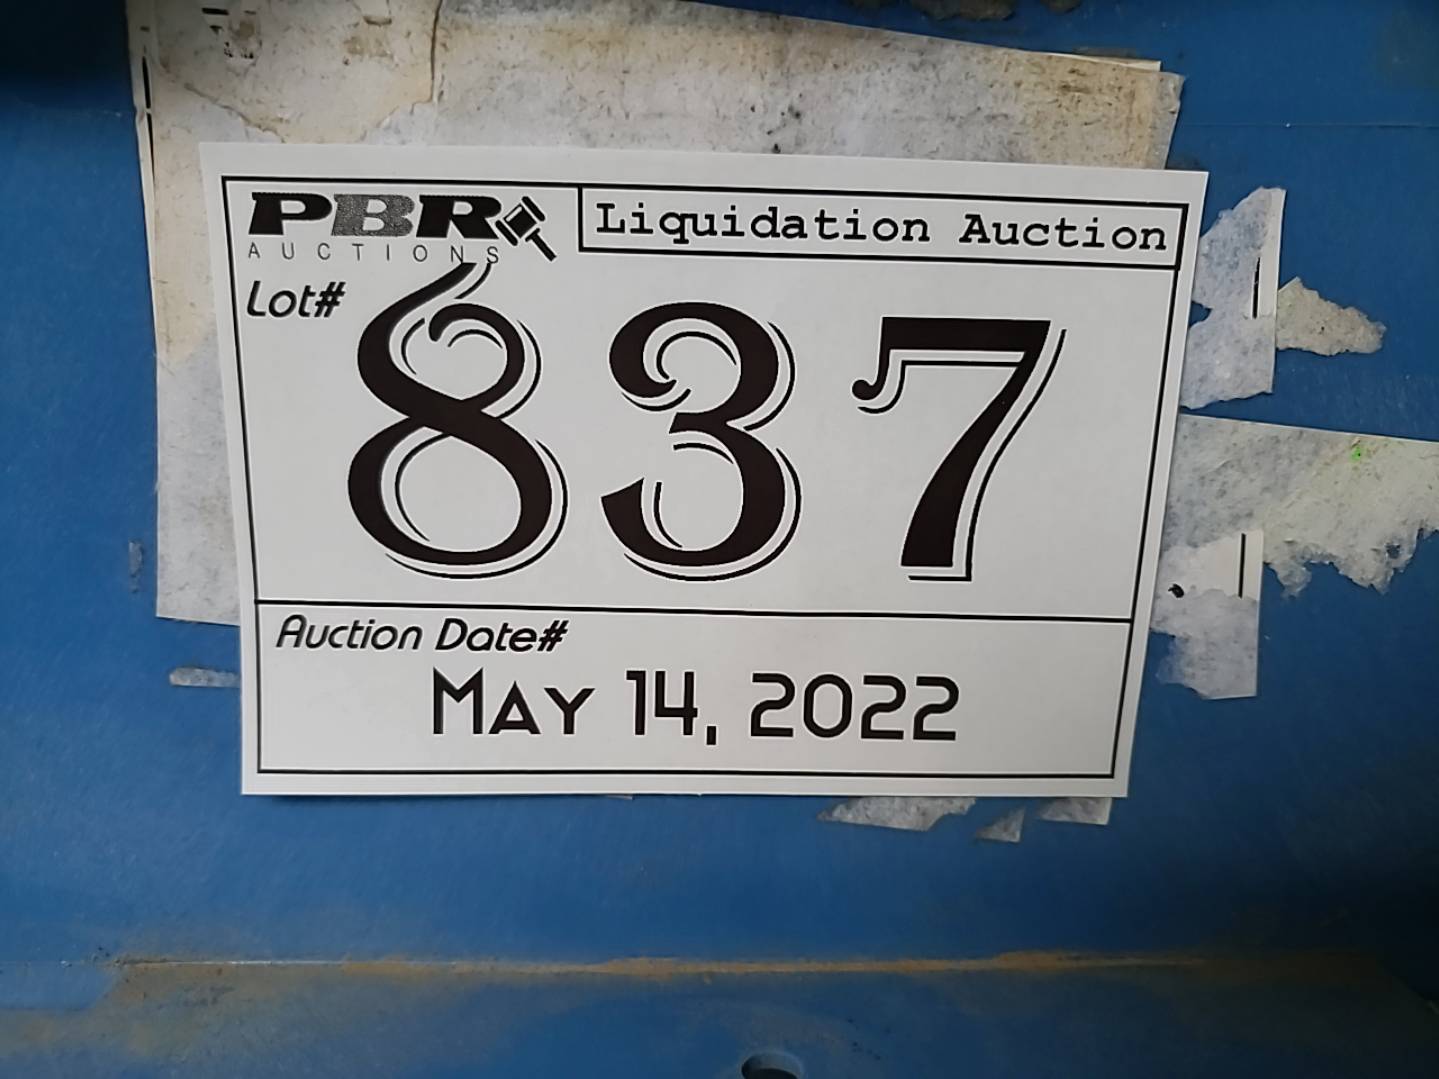 PBR
AUCTIONS
Liquidation Auction
Lot#
837
Auction Date#
May 14, 2022